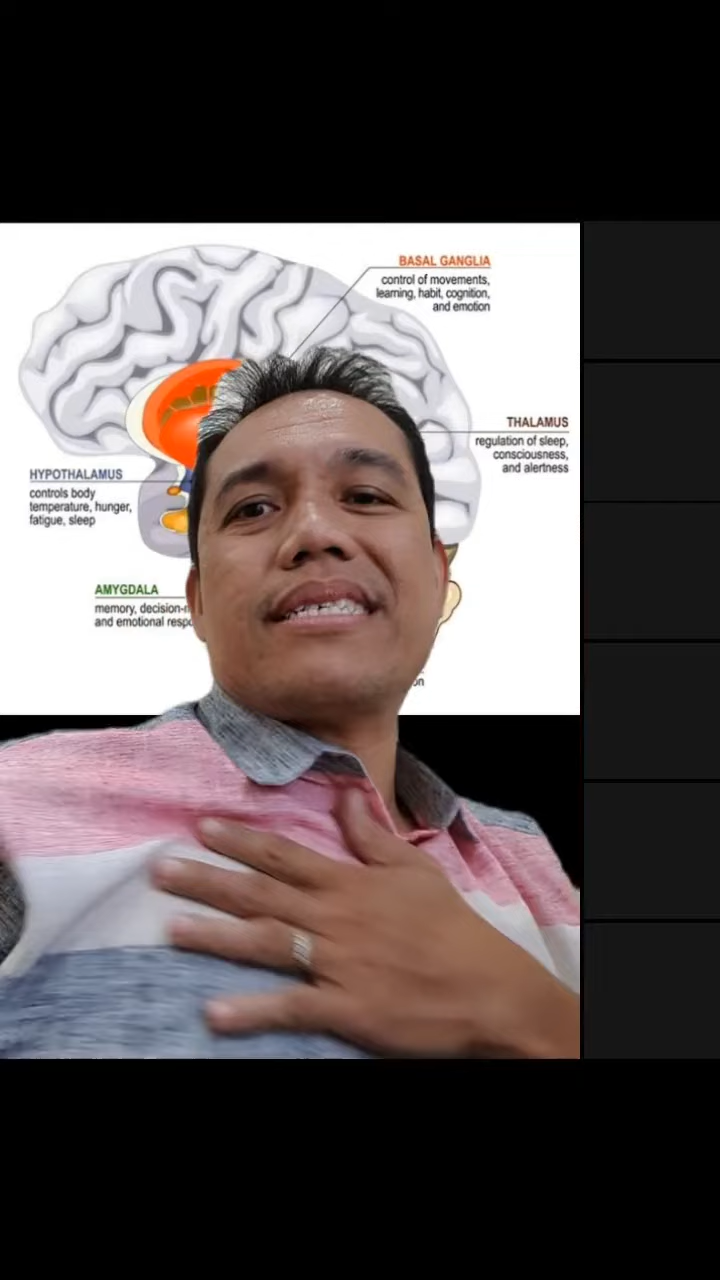 BASAL GANGLIA
control of movements,
learning, habit, cognition,
and emotion
THALAMUS
regulation of sleep,
consciousness,
and alertness
HYPOTHALAMUS
controls body
temperature, hunger,
fatigue, sleep
AMYGDALA
memory,
and emotional